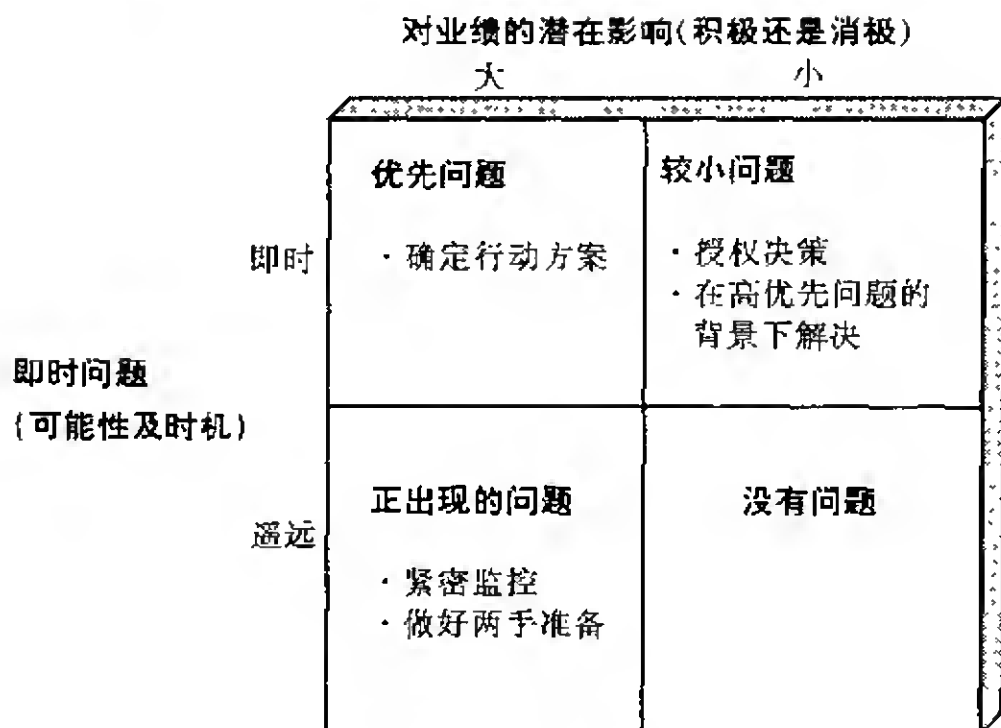 对业绩的潜在影响(积极还是消极)
大 小
优先问题 较小问题
即时 ·确定行动方案 ·授权决策
·在高优先问题的
背景下解决
即时问题
(可能性及时机)
正出现的问题 没有问题
遥远
·紧密监控
·做好两手准备